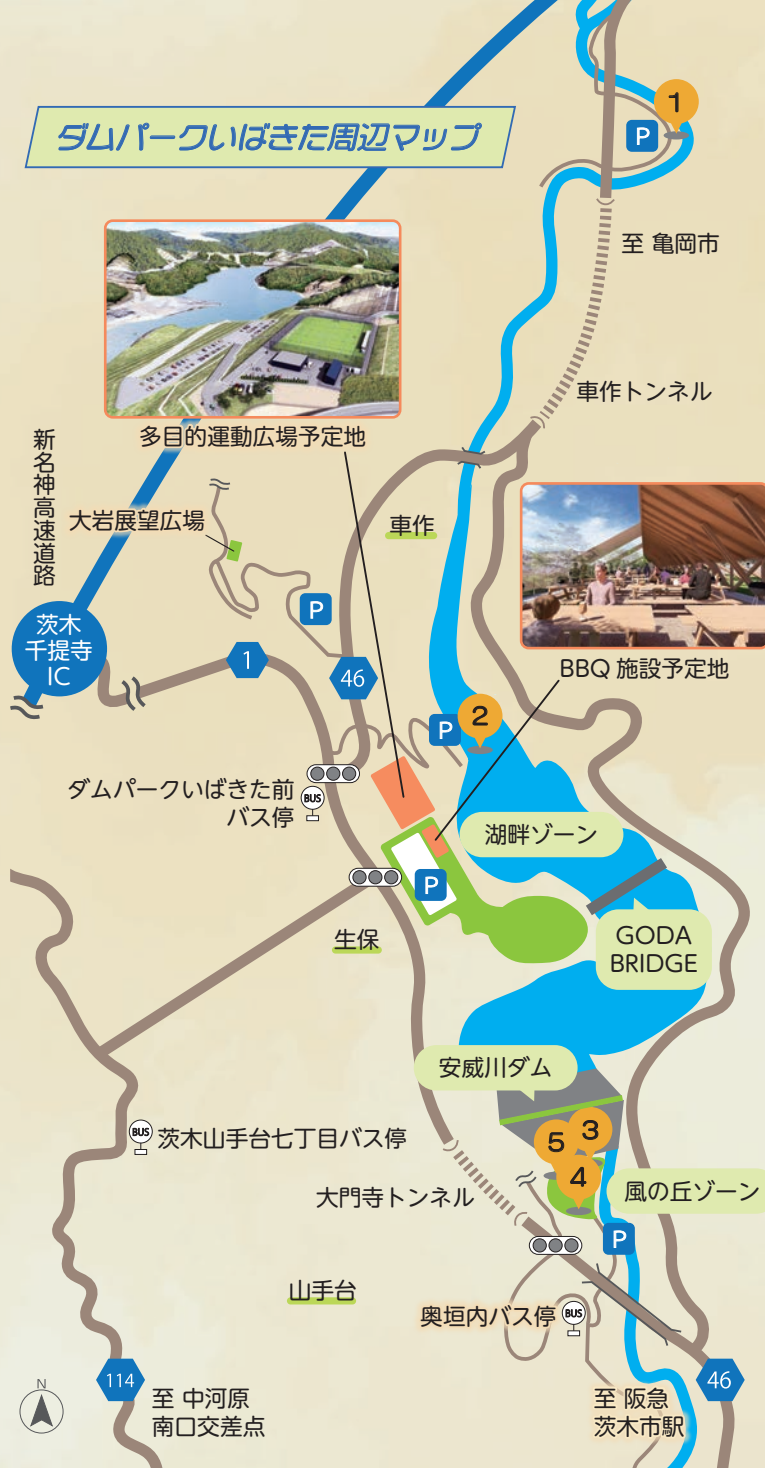 ダムパークいばきた周辺マップ
1
P
至 亀岡市
車作トンネル
多目的運動広場予定地
新名神高速道路
大岩展望広場
車作
P
茨木
千提寺
IC
1
46
BBQ 施設予定地
P
2
ダムパークいばきた前
バス停
BUS
湖畔ゾーン
P
生保
GODA
BRIDGE
安威川ダム
BUS
茨木山手台七丁目バス停
5
3
4
大門寺トンネル
風の丘ゾーン
P
山手台
奥垣内バス停
BUS
N
114
至 中河原
南口交差点
至 阪急
茨木市駅
46